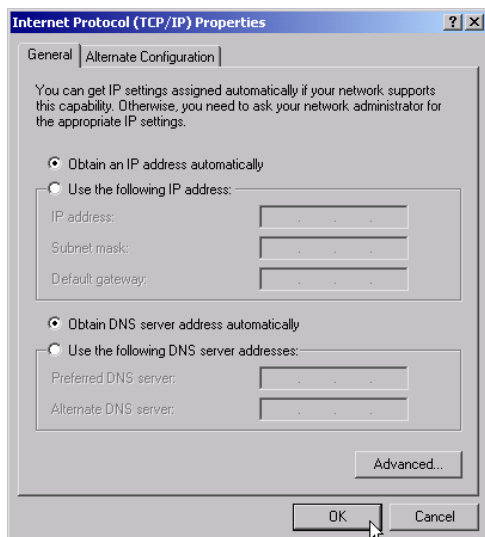 Internet Protocol (TCP/IP) Properties
General
Alternate Configuration
You can get IP settings assigned automatically if your network supports
this capability. Otherwise, you need to ask your network administrator for
the appropriate IP settings.
Obtain an IP address automatically
Use the following IP address:
IP address:
Subnet mask:
Default gateway:
Obtain DNS server address automatically
Use the following DNS server addresses:
Preferred DNS server:
Alternate DNS server:
Advanced...
OK
Cancel